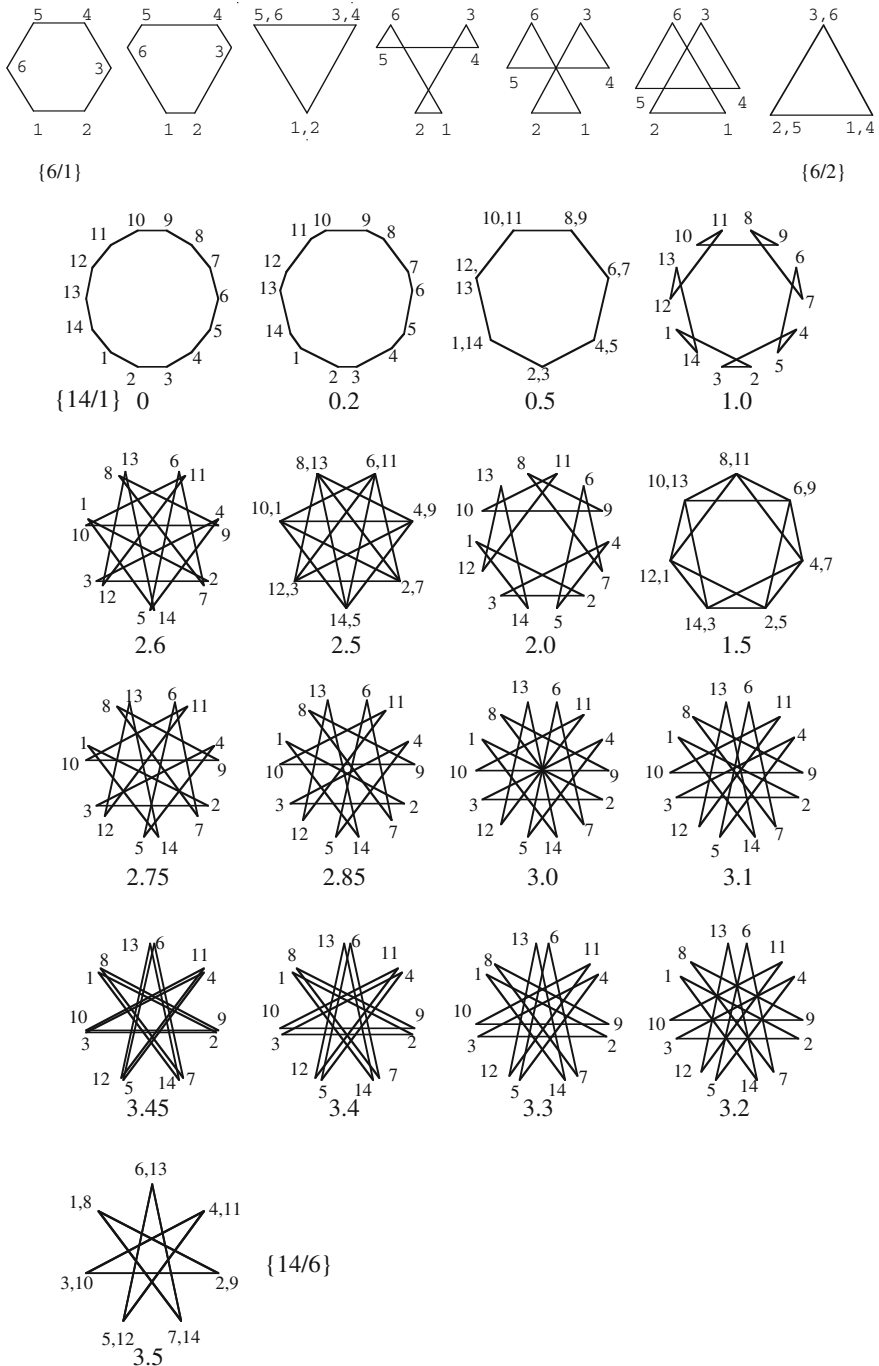 5 4 5 4 5,6 3,4 6 3 6 3 6 3 3,6
6 3 6 3 5 4 5 4 5 4
1 2 1 2 1,2 2 1 2 1 2 1 2,5 1,4
{6/1} {6/2}
10 9 10 9 10,11 8,9 11 8
11 8 11 8 10 9
12 7 12 7 12, 6,7 13 6
13 6 13 6 13 12 7
14 5 14 5 1,14 4,5 1 4
1 4 1 4 14 5
2 3 2 3 2,3 3 2
{14/1} 0 0.2 0.5 1.0
13 6 8,13 6,11 8 11 8,11
8 11 13 6 10,13 6,9
1 4 10,1 4,9 10 9
10 9 1 4 12,1 4,7
3 2 12,3 2,7 12 7
12 7 3 2
5 14 14,5 14 5 14,3 2,5
2.6 2.5 2.0 1.5
13 6 13 6 13 6 13 6
8 11 8 11 8 11 8 11
1 4 1 4 1 4 1 4
10 9 10 9 10 9 10 9
3 2 3 2 3 2 3 2
12 7 12 7 12 7 12 7
5 14 5 14 5 14 5 14
2.75 2.85 3.0 3.1
13 6 13 6 13 6 13 6
8 11 8 11 8 11 8 11
1 4 1 4 1 4 1 4
10 9 10 9 10 9 10 9
3 2 3 2 3 2 3 2
12 7 12 7 12 7 12 7
5 14 5 14 5 14 5 14
3.45 3.4 3.3 3.2
6,13
1,8 4,11
3,10 2,9 {14/6}
5,12 7,14
3.5